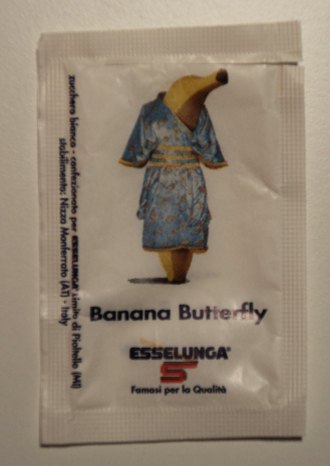 zucchero bianco - confezionato per ESSELUNGA Limito di Pioltello (MI)
stabilimento: Nizza Monferrato (AT) - Italy
Banana Butterfly
ESSELUNGA®
S
Famosi per la Qualità